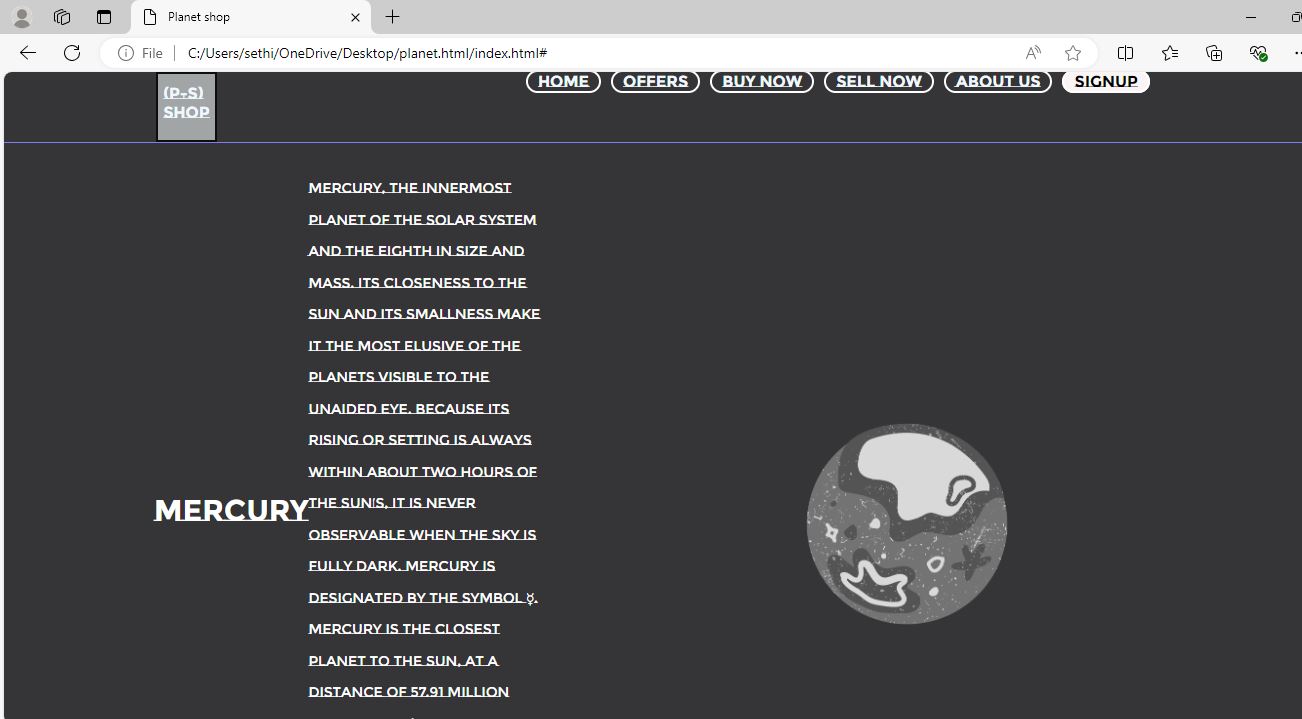 Planet shop
File
C:/Users/sethi/OneDrive/Desktop/planet.html/index.html#
(P-S)
SHOP
HOME OFFERS BUY NOW SELL NOW ABOUT US SIGNUP
MERCURY, THE INNERMOST
PLANET OF THE SOLAR SYSTEM
AND THE EIGHTH IN SIZE AND
MASS. ITS CLOSENESS TO THE
SUN AND ITS SMALLNESS MAKE
IT THE MOST ELUSIVE OF THE
PLANETS VISIBLE TO THE
UNAIDED EYE. BECAUSE ITS
RISING OR SETTING IS ALWAYS
WITHIN ABOUT TWO HOURS OF
THE SUN'S, IT IS NEVER
OBSERVABLE WHEN THE SKY IS
FULLY DARK. MERCURY IS
DESIGNATED BY THE SYMBOL ☿.
MERCURY IS THE CLOSEST
PLANET TO THE SUN, AT A
DISTANCE OF 57.91 MILLION
MERCURY